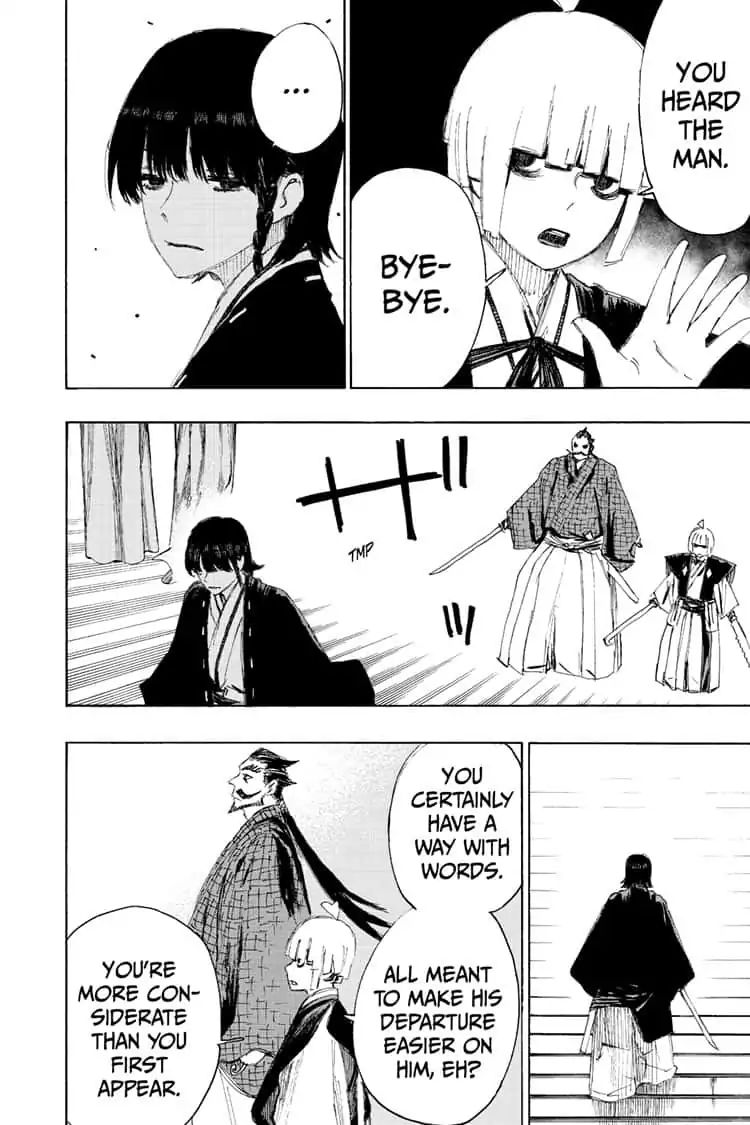 YOU
HEARD
THE
MAN.
BYE-
BYE.
...
TMP
YOU
CERTAINLY
HAVE A
WAY WITH
WORDS.
ALL MEANT
TO MAKE HIS
DEPARTURE
EASIER ON
HIM, EH?
YOU'RE
MORE CON-
SIDERATE
THAN YOU
FIRST
APPEAR.